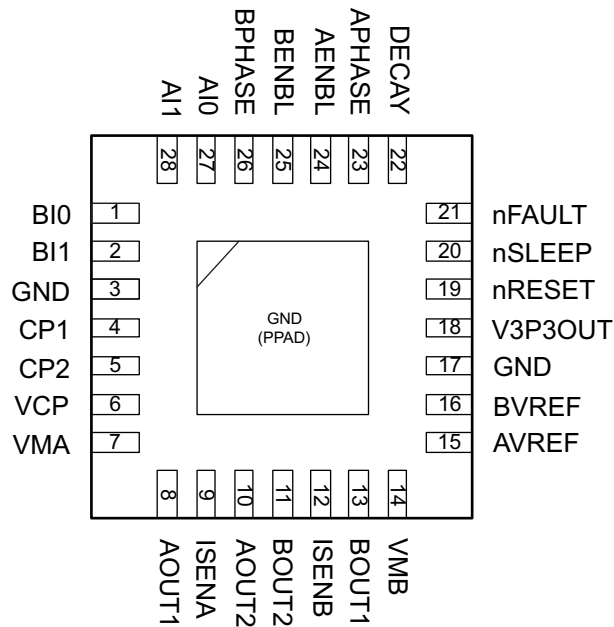 AI1
AI0
BPHASE
BENBL
AENBL
APHASE
DECAY
28
27
26
25
24
23
22
BI0 1
BI1 2
GND 3
CP1 4
CP2 5
VCP 6
VMA 7
GND
(PPAD)
21 nFAULT
20 nSLEEP
19 nRESET
18 V3P3OUT
17 GND
16 BVREF
15 AVREF
8
9
10
11
12
13
14
AOUT1
ISENA
AOUT2
BOUT2
ISENB
BOUT1
VMB